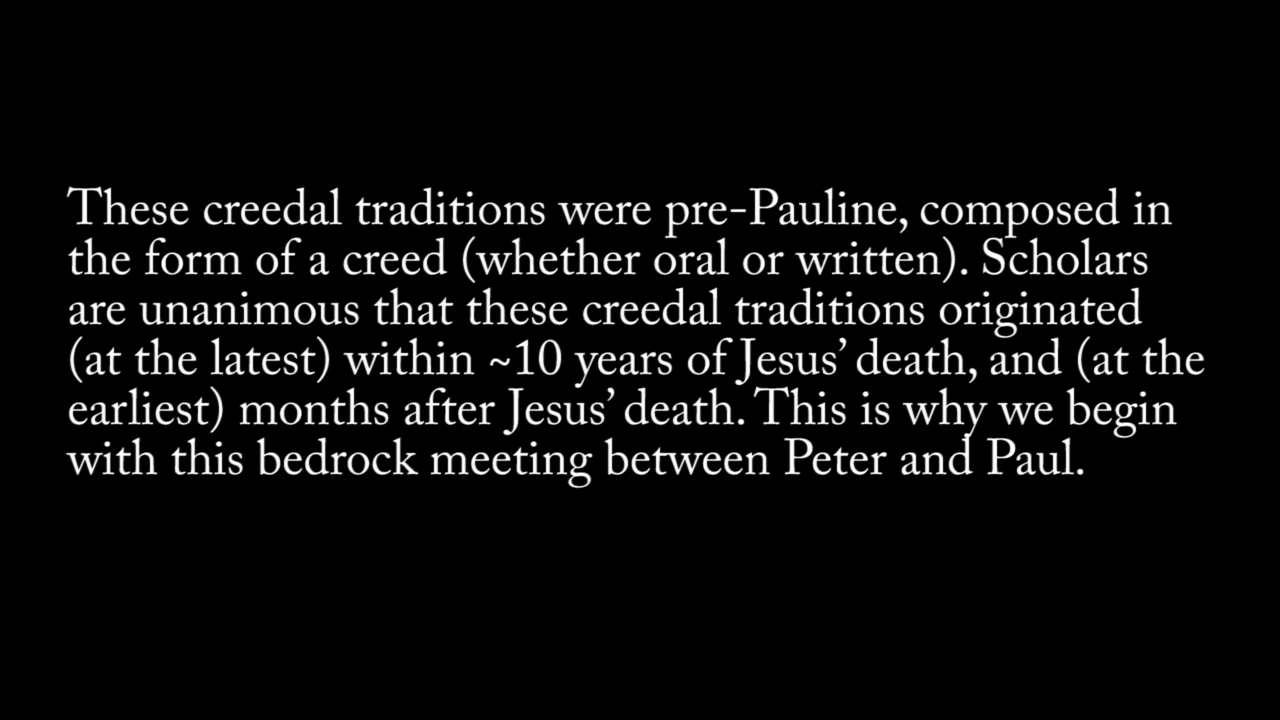 These creedal traditions were pre-Pauline, composed in
the form of a creed (whether oral or written). Scholars
are unanimous that these creedal traditions originated
(at the latest) within ~10 years of Jesus’ death, and (at the
earliest) months after Jesus’ death. This is why we begin
with this bedrock meeting between Peter and Paul.